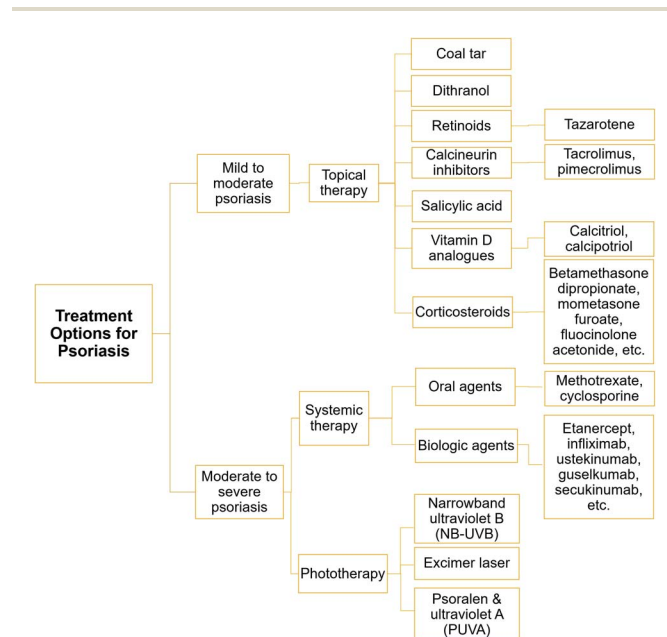 Treatment
Options for
Psoriasis
Mild to
moderate
psoriasis
Topical
therapy
Coal tar
Dithranol
Retinoids
Tazarotene
Calcineurin
inhibitors
Tacrolimus,
pimecrolimus
Salicylic acid
Vitamin D
analogues
Calcitriol,
calcipotriol
Corticosteroids
Betamethasone
dipropionate,
mometasone
furoate,
fluocinolone
acetonide, etc.
Moderate to
severe
psoriasis
Systemic
therapy
Oral agents
Methotrexate,
cyclosporine
Biologic agents
Etanercept,
infliximab,
ustekinumab,
guselkumab,
secukinumab,
etc.
Phototherapy
Narrowband
ultraviolet B
(NB-UVB)
Excimer laser
Psoralen &
ultraviolet A
(PUVA)